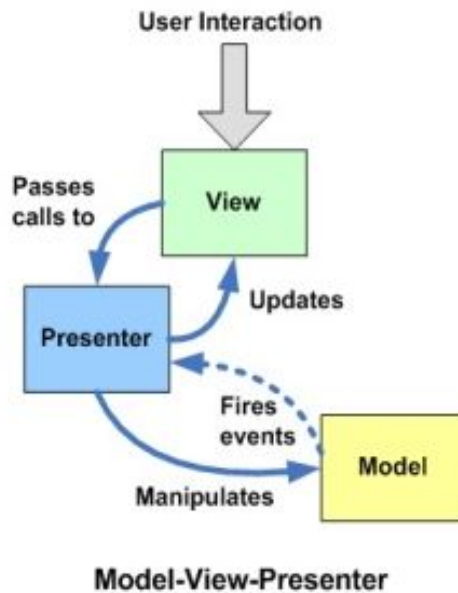 User Interaction
Passes
calls to
View
Updates
Presenter
Fires
events
Model
Manipulates
Model-View-Presenter